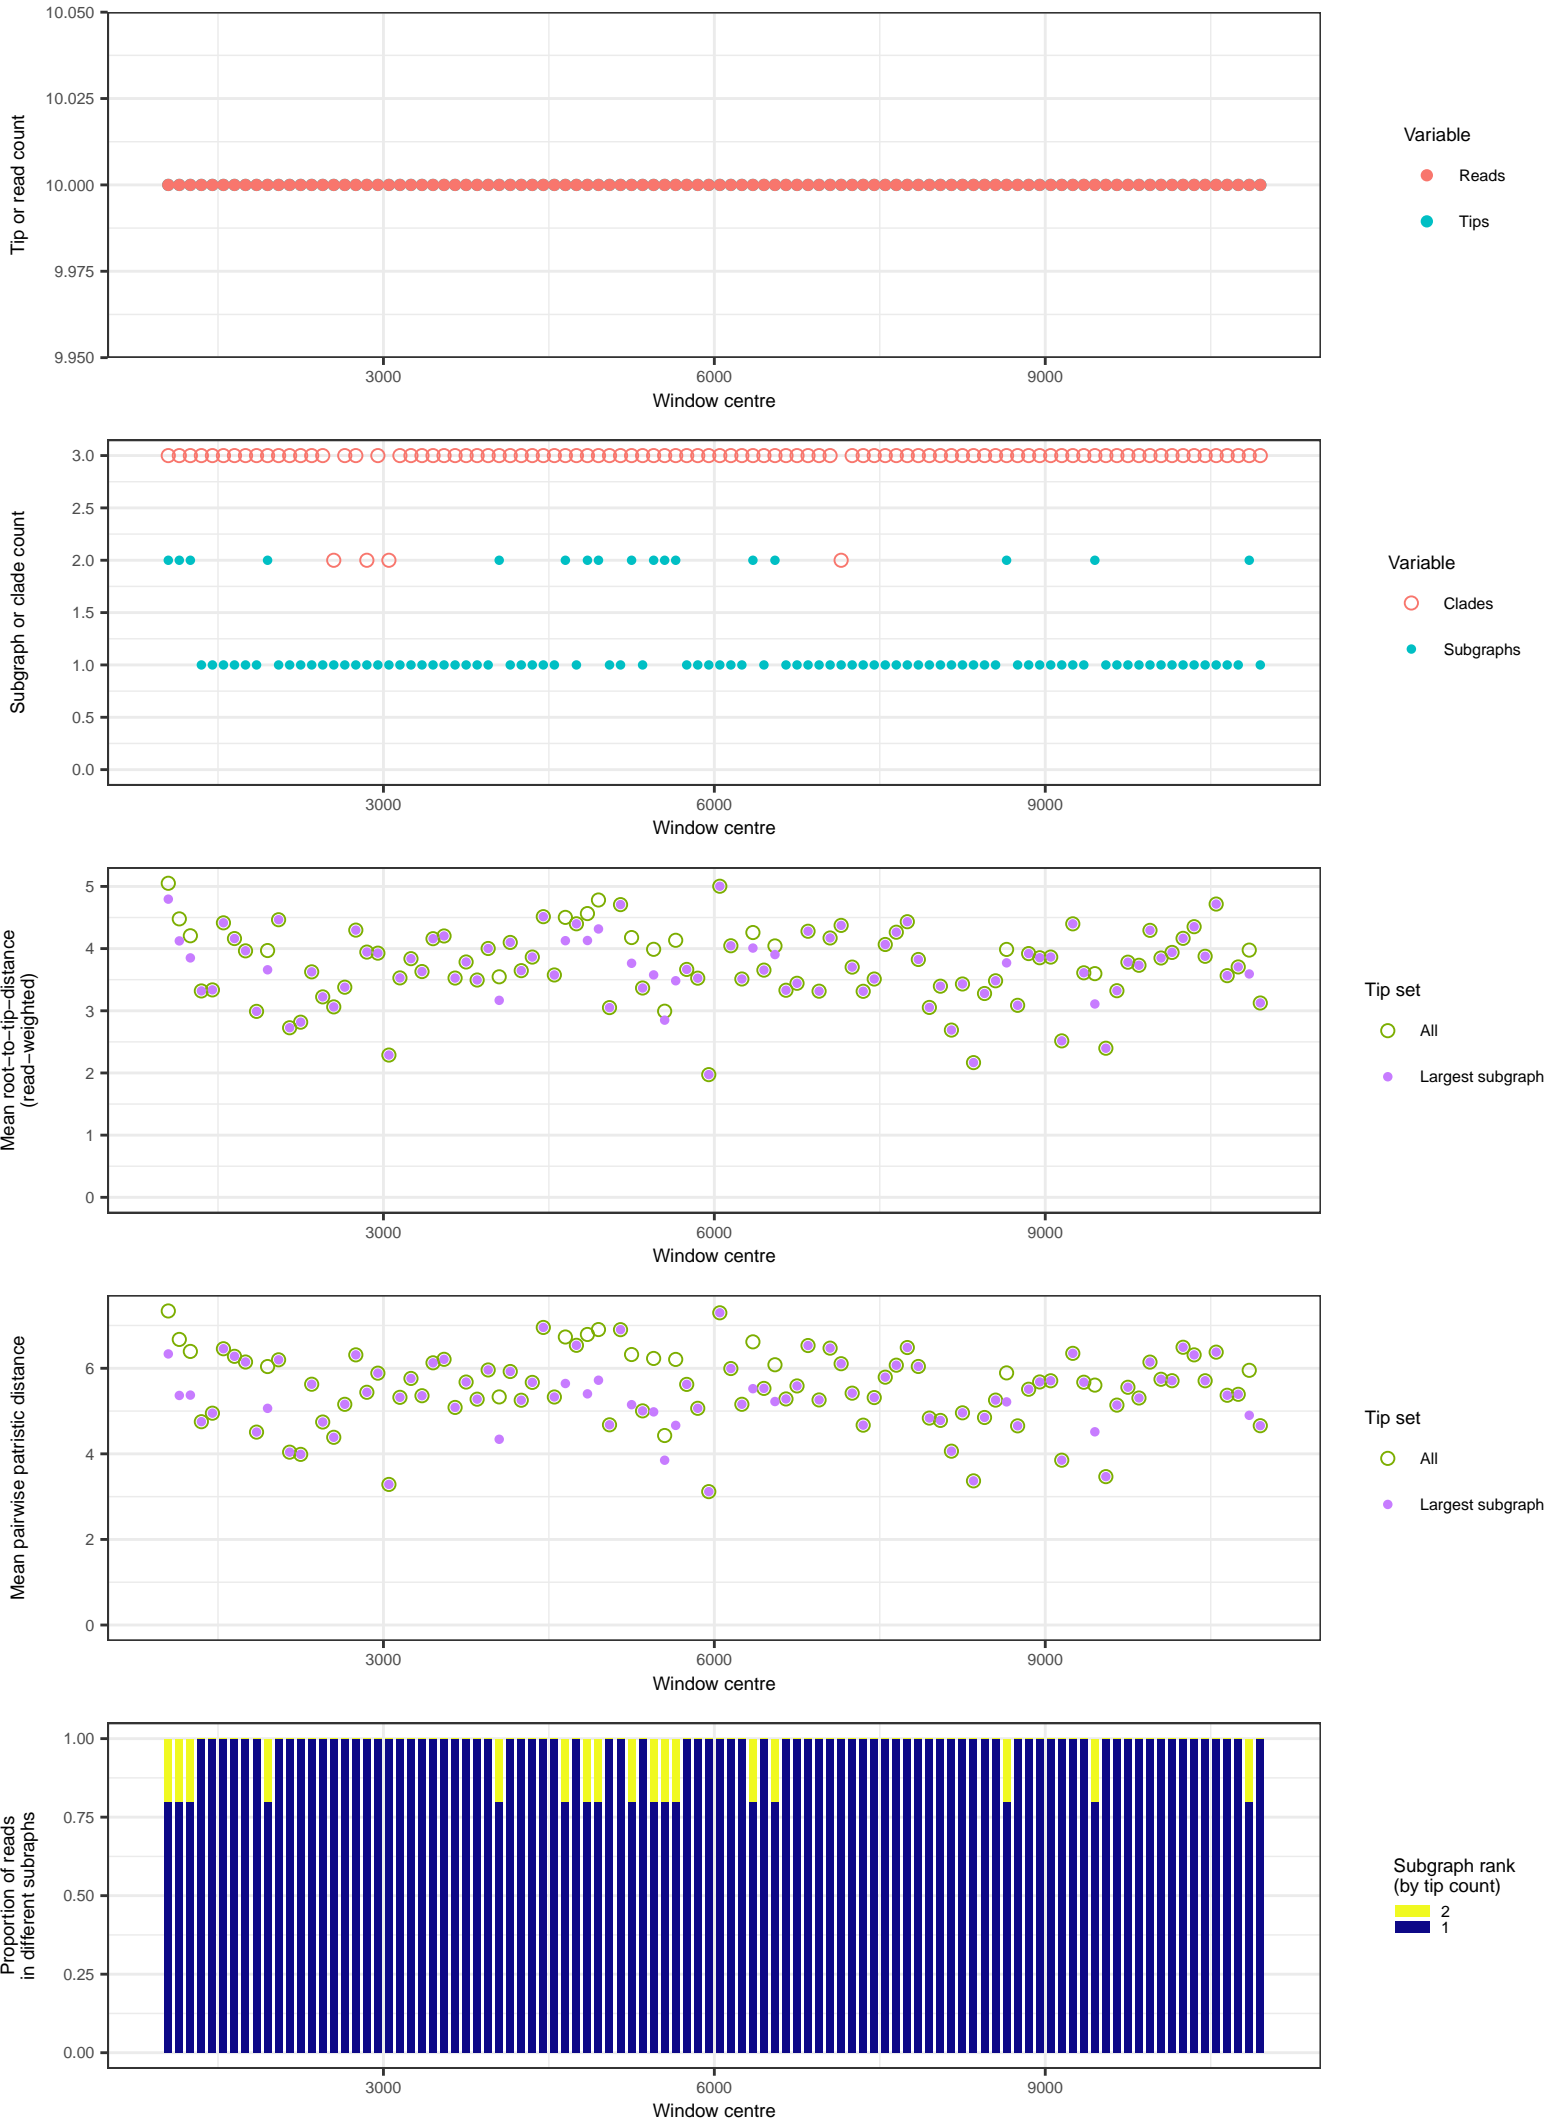 10.050
10.025
10.000
9.975
9.950
Tip or read count
3000 6000 9000
Window centre
Variable
Reads
Tips
3.0
2.5
2.0
1.5
1.0
0.5
0.0
Subgraph or clade count
3000 6000 9000
Window centre
Variable
Clades
Subgraphs
5
4
3
2
1
0
Mean root−to−tip−distance
(read−weighted)
3000 6000 9000
Window centre
Tip set
All
Largest subgraph
6
4
2
0
Mean pairwise patristic distance
3000 6000 9000
Window centre
Tip set
All
Largest subgraph
1.00
0.75
0.50
0.25
0.00
Proportion of reads
in different subraphs
3000 6000 9000
Window centre
Subgraph rank
(by tip count)
2
1